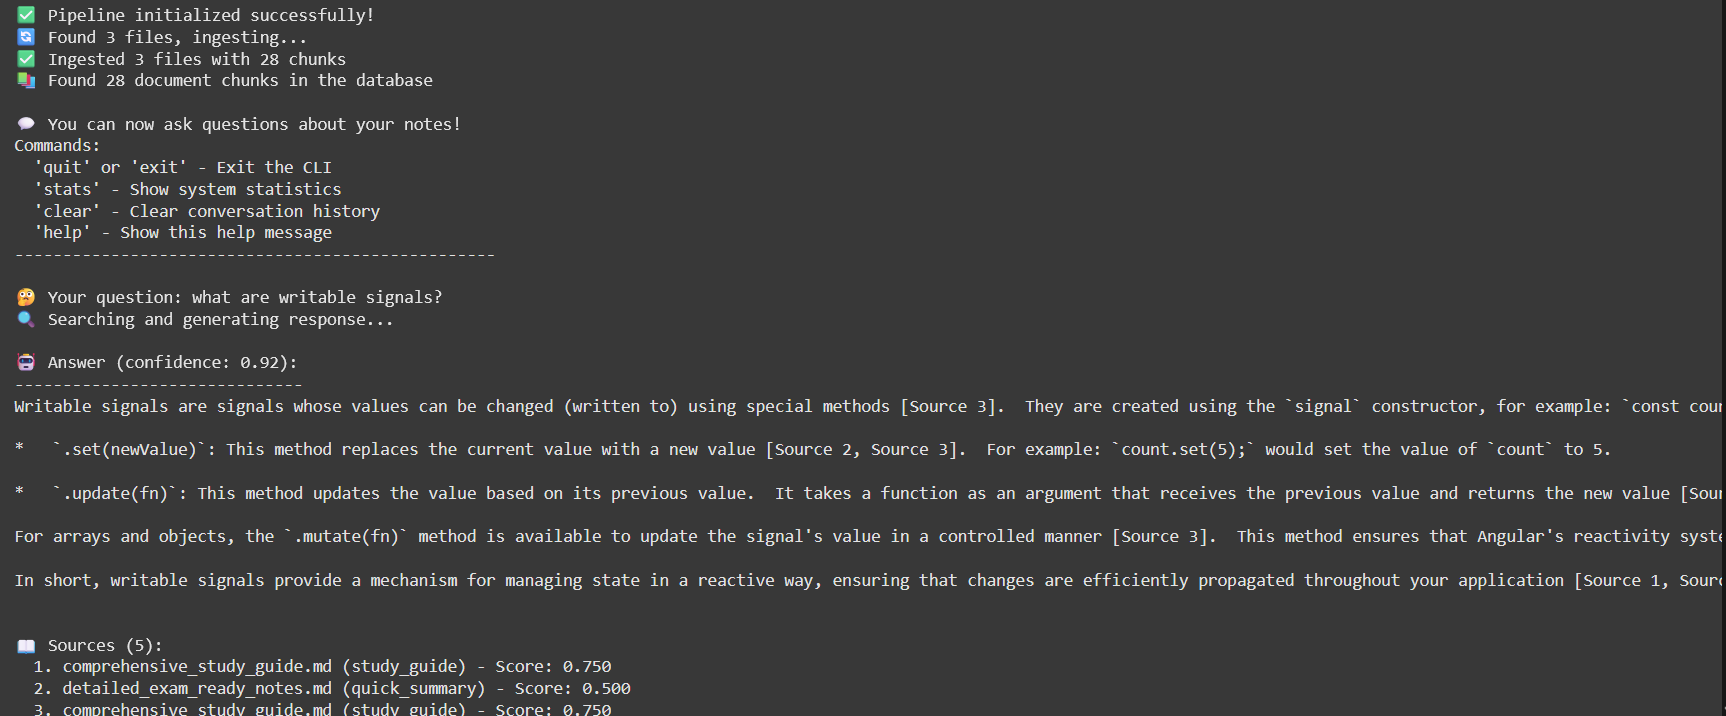 ✅ Pipeline initialized successfully!
🔄 Found 3 files, ingesting...
✅ Ingested 3 files with 28 chunks
📚 Found 28 document chunks in the database
💬 You can now ask questions about your notes!
Commands:
'quit' or 'exit' - Exit the CLI
'stats' - Show system statistics
'clear' - Clear conversation history
'help' - Show this help message
--------------------------------------------------
🤔 Your question: what are writable signals?
🔍 Searching and generating response...
🤖 Answer (confidence: 0.92):
------------------------------
Writable signals are signals whose values can be changed (written to) using special methods [Source 3].  They are created using the `signal` constructor, for example: `const
*   `.set(newValue)`: This method replaces the current value with a new value [Source 2, Source 3].  For example: `count.set(5);` would set the value of `count` to 5.
*   `.update(fn)`: This method updates the value based on its previous value.  It takes a function as an argument that receives the previous value and returns the new value
For arrays and objects, the `.mutate(fn)` method is available to update the signal's value in a controlled manner [Source 3].  This method ensures that Angular's reactivity
In short, writable signals provide a mechanism for managing state in a reactive way, ensuring that changes are efficiently propagated throughout your application [Source 1,
📖 Sources (5):
1. comprehensive_study_guide.md (study_guide) - Score: 0.750
2. detailed_exam_ready_notes.md (quick_summary) - Score: 0.500
3. comprehensive_study_guide.md (study_guide) - Score: 0.750